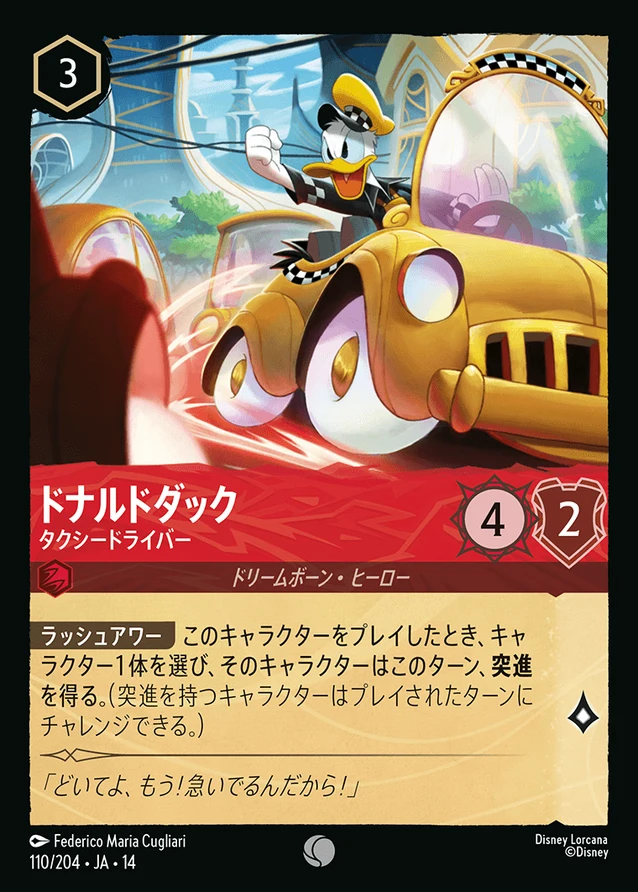 3
ドナルドダック
タクシードライバー
4
2
ドリームボーン・ヒーロー
ラッシュアワー このキャラクターをプレイしたとき、キャ
ラクター1体を選び、そのキャラクターはこのターン、突進
を得る。(突進を持つキャラクターはプレイされたターンに
チャレンジできる。)
「どいてよ、もう!急いでるんだから!」
Federico Maria Cugliari
110/204 • JA • 14
Disney Lorcana
©Disney